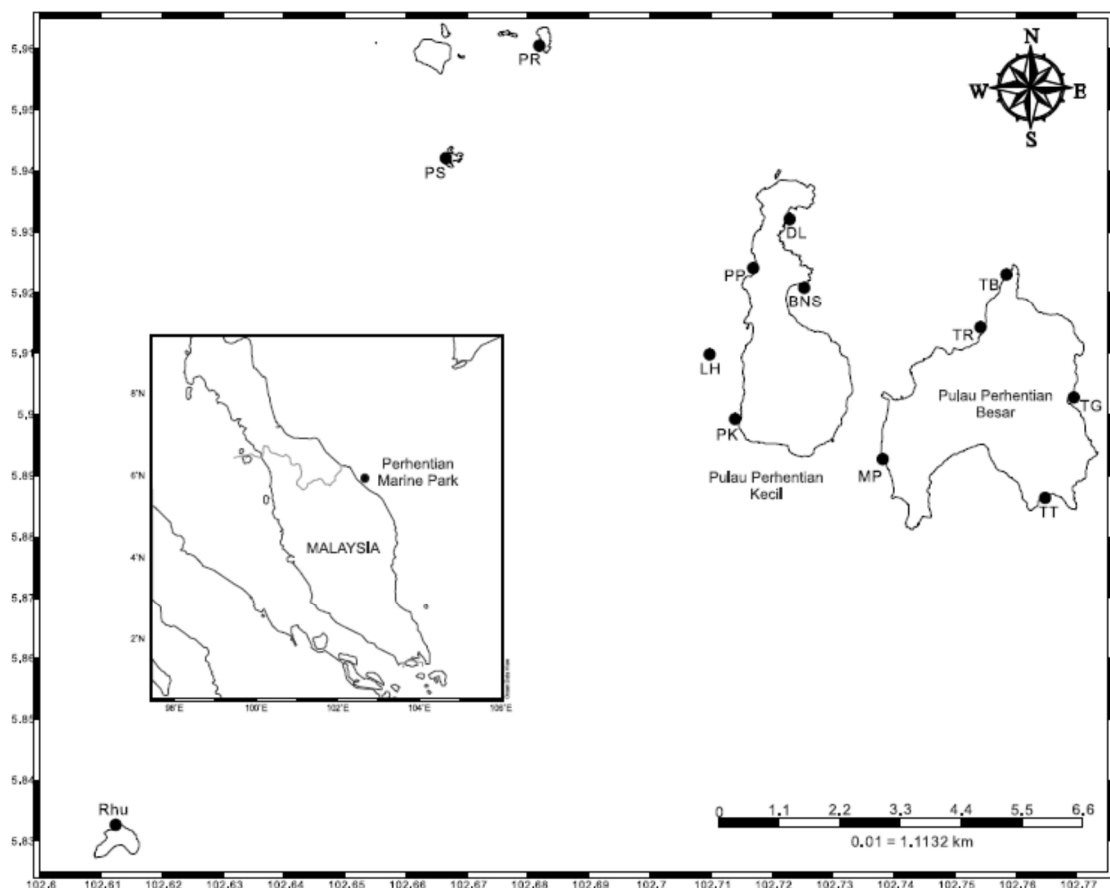 N
W E
S
5.96
5.95
5.94
5.93
5.92
5.91
5.9
5.89
5.88
5.87
5.86
5.85
5.84
5.83
PR
PS
DL
PP
BNS
LH
PK
Pulau Perhentian
Kecil
TB
TR
Pulau Perhentian
Besar
TG
MP
TT
8°N
6°N
4°N
2°N
Perhentian
Marine Park
MALAYSIA
98°E 100°E 102°E 104°E 106°E
Rhu
0 1.1 2.2 3.3 4.4 5.5 6.6
0.01 = 1.1132 km
102.6 102.61 102.62 102.63 102.64 102.65 102.66 102.67 102.68 102.69 102.7 102.71 102.72 102.73 102.74 102.75 102.76 102.77